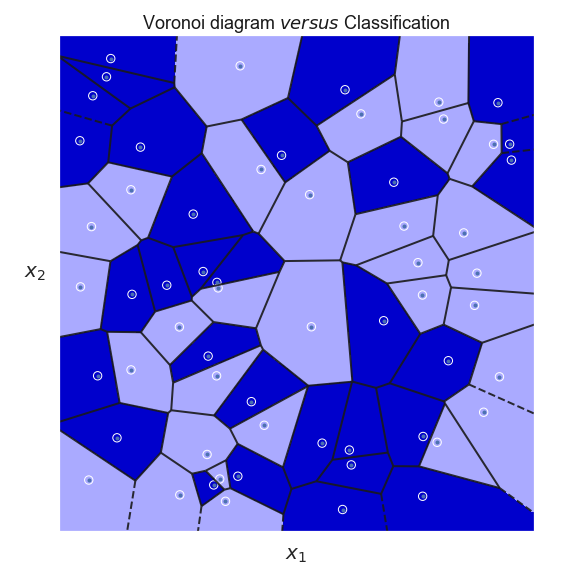 Voronoi diagram versus Classification
x₂
x₁